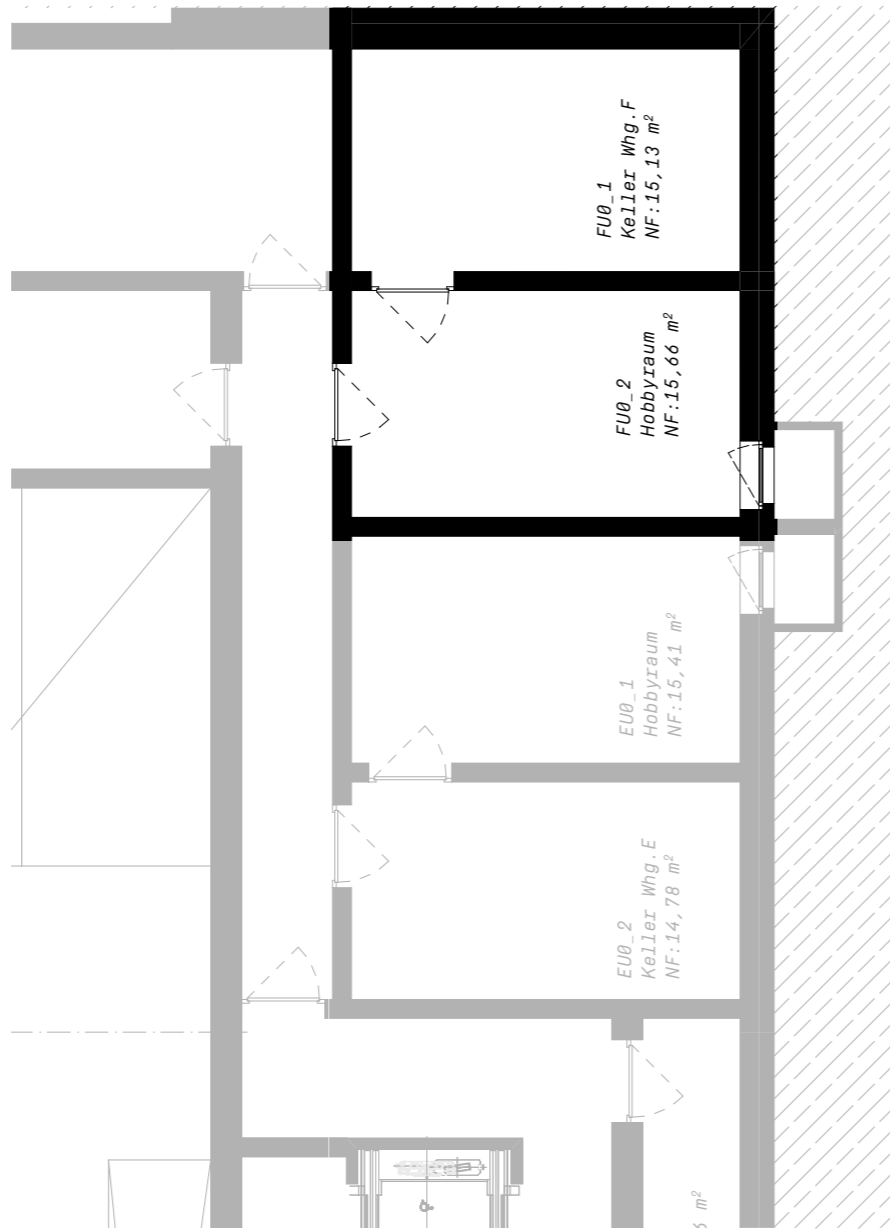 FU0_1
Keller Whg.F
NF:15,13 m²
FU0_2
Hobbyraum
NF:15,66 m²
EU0_1
Hobbyraum
NF:15,41 m²
EU0_2
Keller Whg.E
NF:14,78 m²
m²